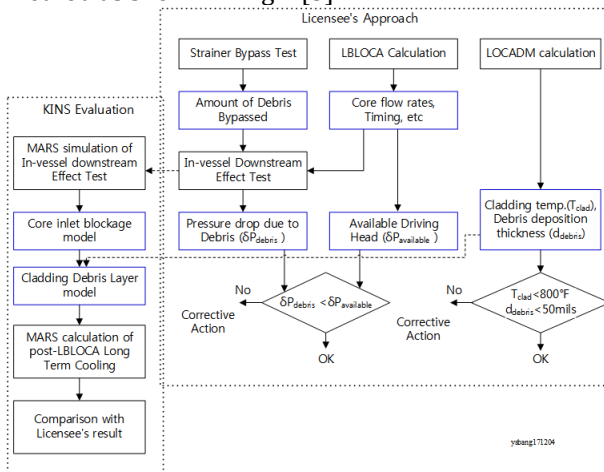 Licensee's Approach
Strainer Bypass Test
LBLOCA Calculation
LOCADM calculation
Amount of Debris
Bypassed
Core flow rates,
Timing, etc
In-vessel Downstream
Effect Test
Pressure drop due to
Debris (δPdebris )
Available Driving
Head (δPavailable )
Cladding temp.(Tclad),
Debris deposition
thickness (ddebris)
δPdebris <δPavailable
No
Corrective
Action
OK
Tclad<800°F
ddebris<50mils
No
Corrective
Action
OK
KINS Evaluation
MARS simulation of
In-vessel downstream
Effect Test
Core inlet blockage
model
Cladding Debris Layer
model
MARS calculation of
post-LBLOCA Long
Term Cooling
Comparison with
Licensee's result
ysbang171204